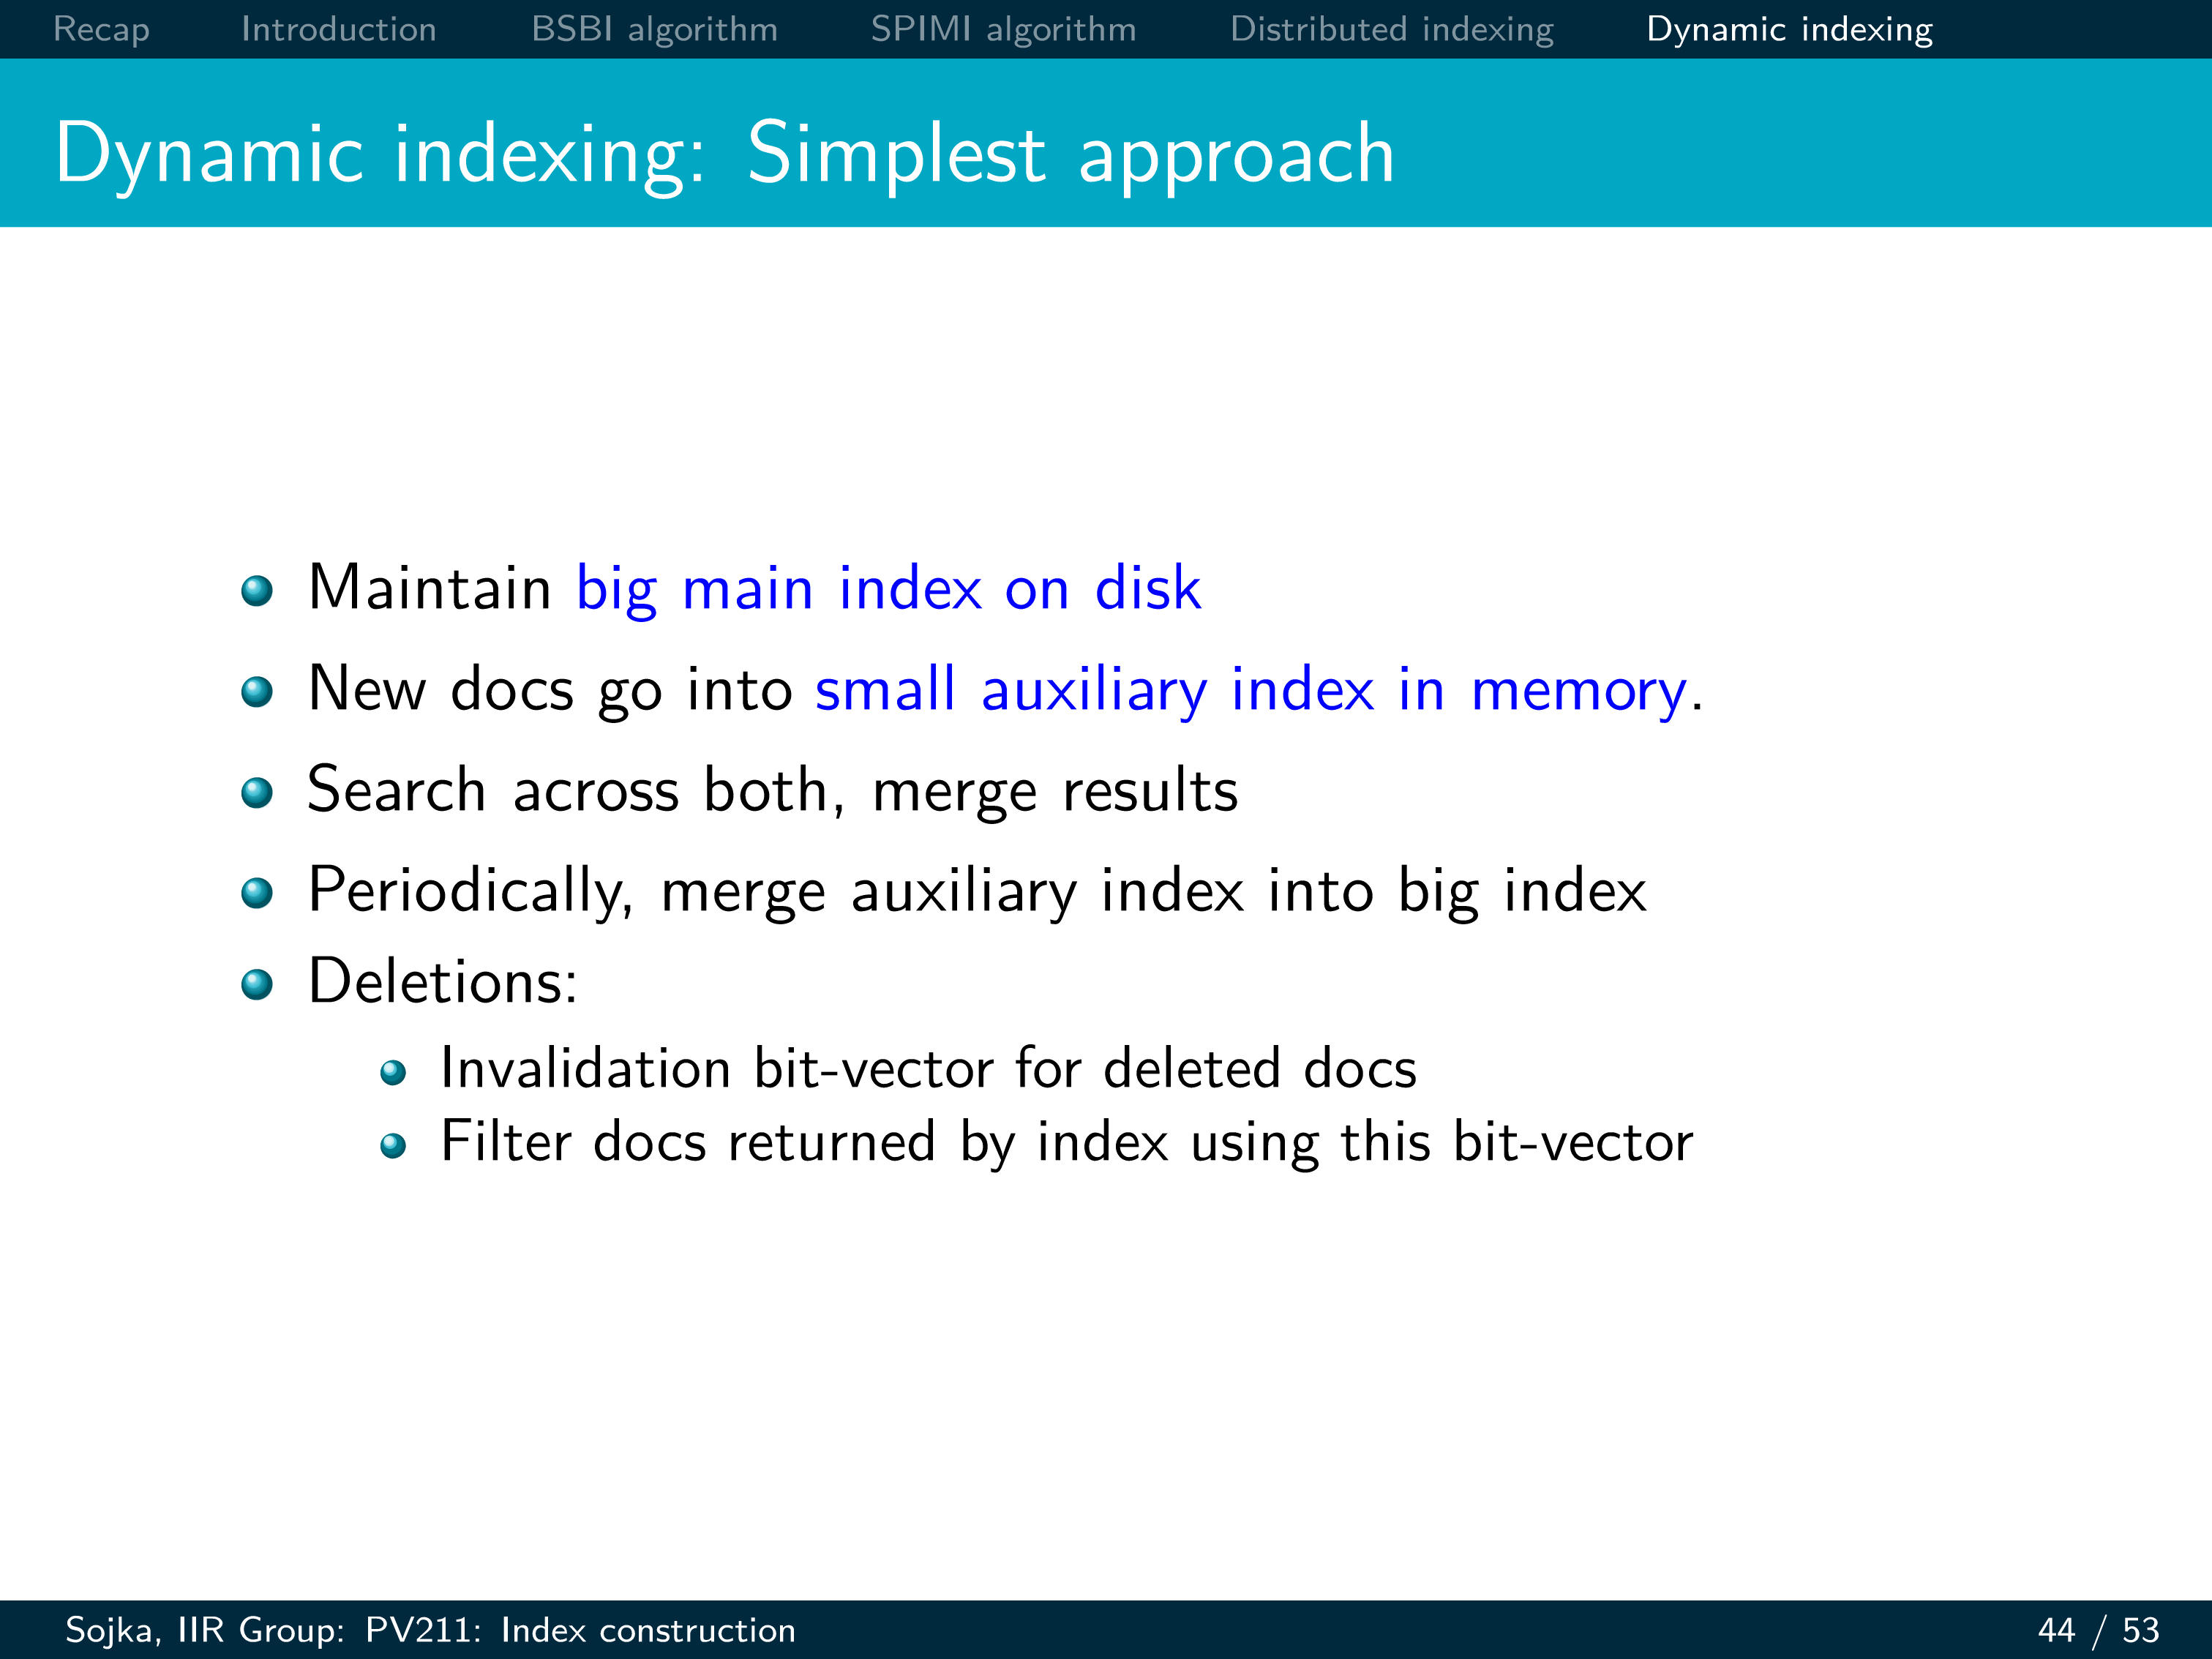 Recap Introduction BSBI algorithm SPIMI algorithm Distributed indexing Dynamic indexing
Dynamic indexing: Simplest approach
Maintain big main index on disk
New docs go into small auxiliary index in memory.
Search across both, merge results
Periodically, merge auxiliary index into big index
Deletions:
Invalidation bit-vector for deleted docs
Filter docs returned by index using this bit-vector
Sojka, IIR Group: PV211: Index construction 44 / 53